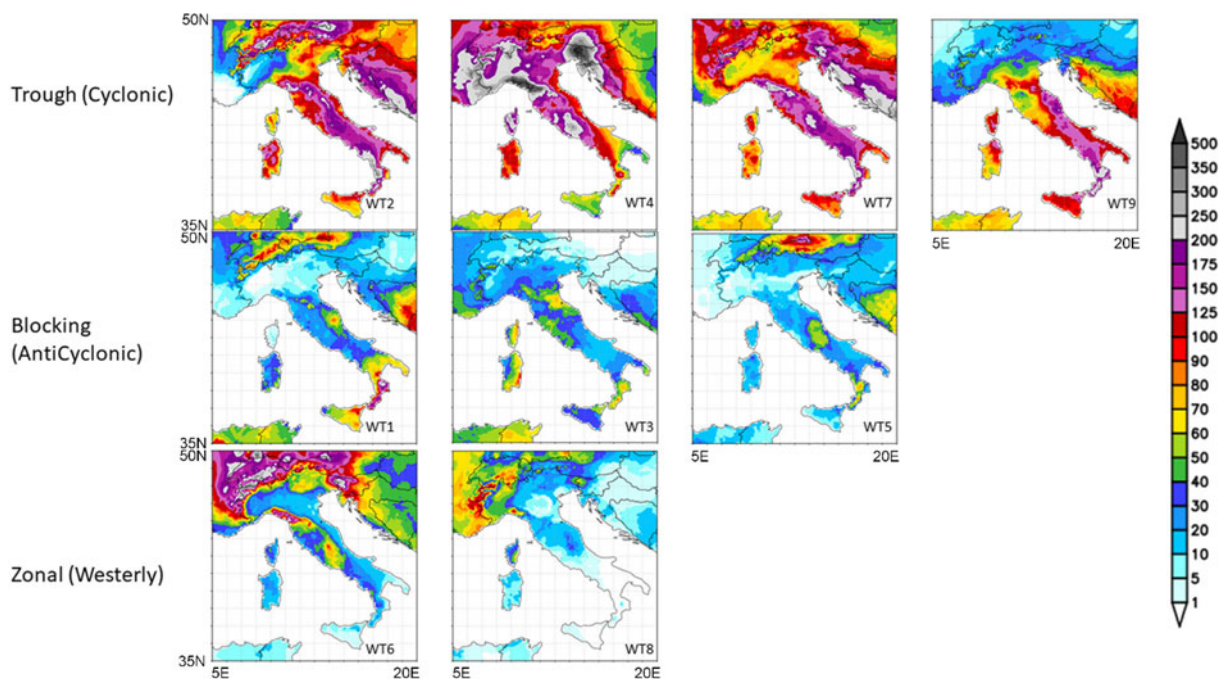 50N
Trough (Cyclonic)
WT2
WT4
WT7
WT9
35N
5E
20E
50N
Blocking
(AntiCyclonic)
WT1
WT3
WT5
35N
5E
20E
50N
Zonal (Westerly)
WT6
WT8
35N
5E
20E
5E
20E
500
350
300
250
200
175
150
125
100
90
80
70
60
50
40
30
20
10
5
1